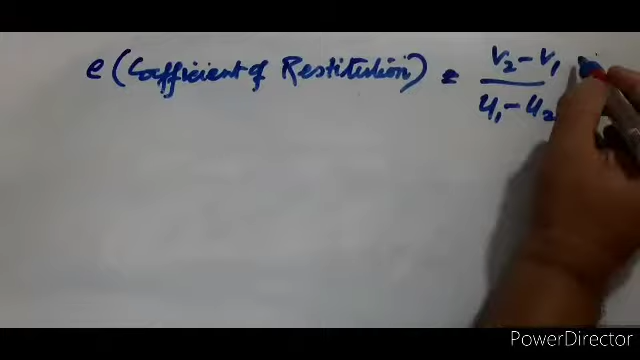 e (Coefficient of Restitution) = V₂ - V₁ / u₁ - u₂
PowerDirector